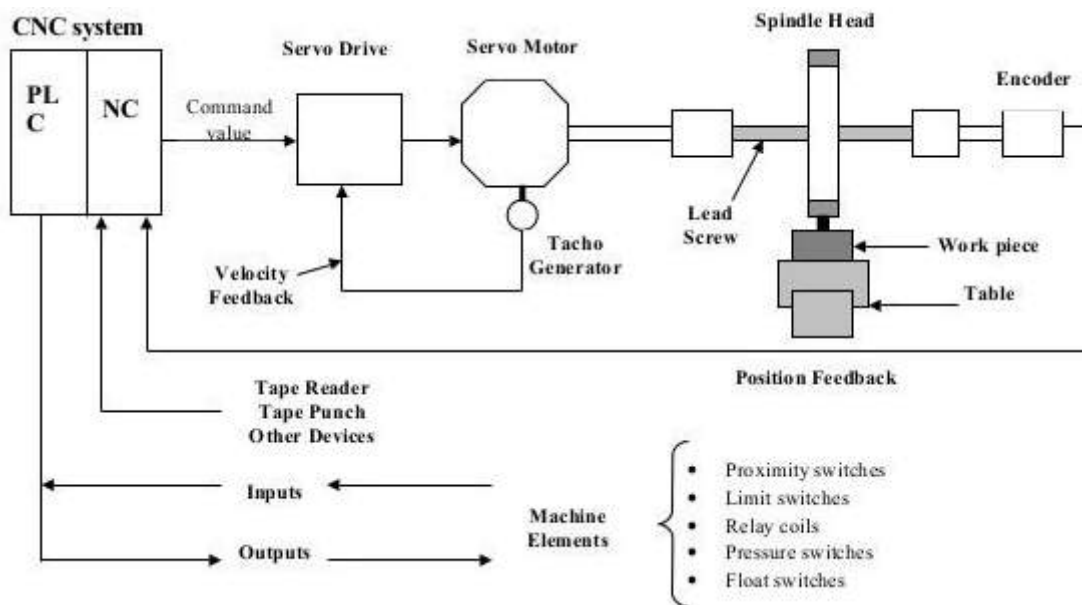 CNC system
Spindle Head
Servo Drive
Servo Motor
Encoder
PL
C
NC
Command
value
Lead
Screw
Tacho
Generator
Velocity
Feedback
Work piece
Table
Position Feedback
Tape Reader
Tape Punch
Other Devices
Inputs
Outputs
Machine
Elements
• Proximity switches
• Limit switches
• Relay coils
• Pressure switches
• Float switches